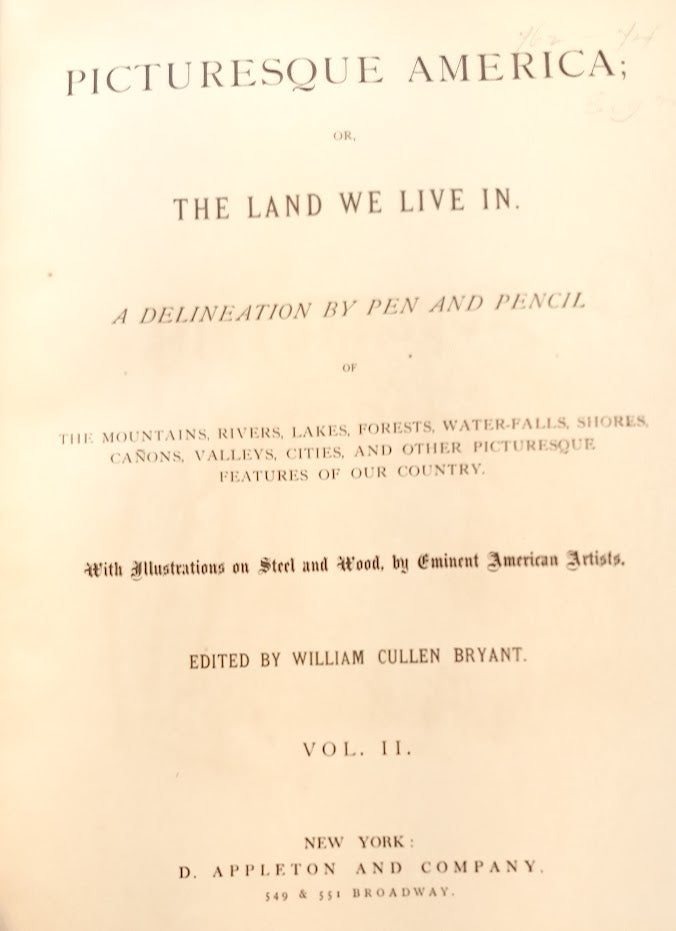 PICTURESQUE AMERICA;
OR,
THE LAND WE LIVE IN.
A DELINEATION BY PEN AND PENCIL
OF
THE MOUNTAINS, RIVERS, LAKES, FORESTS, WATER-FALLS, SHORES,
CAÑONS, VALLEYS, CITIES, AND OTHER PICTURESQUE
FEATURES OF OUR COUNTRY.
With Illustrations on Steel and Wood, by Eminent American Artists.
EDITED BY WILLIAM CULLEN BRYANT.
VOL. II.
NEW YORK:
D. APPLETON AND COMPANY,
549 & 551 BROADWAY.